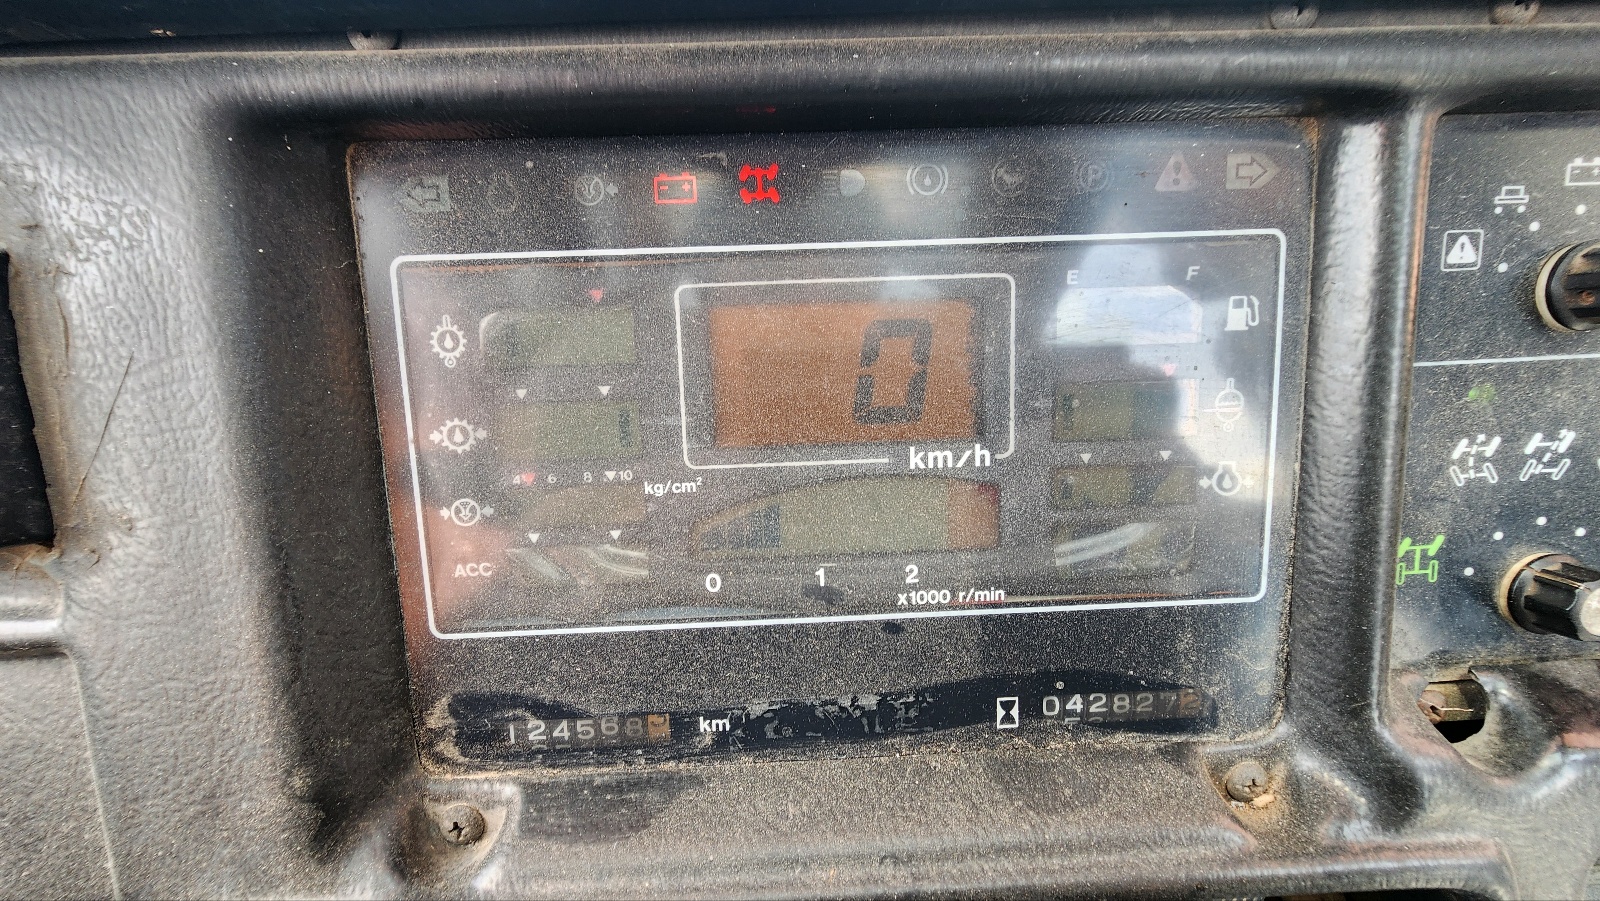 P
E F
0
km/h
4 6 8 10
kg/cm²
ACC
0 1 2
x1000 r/min
124568
km
042827